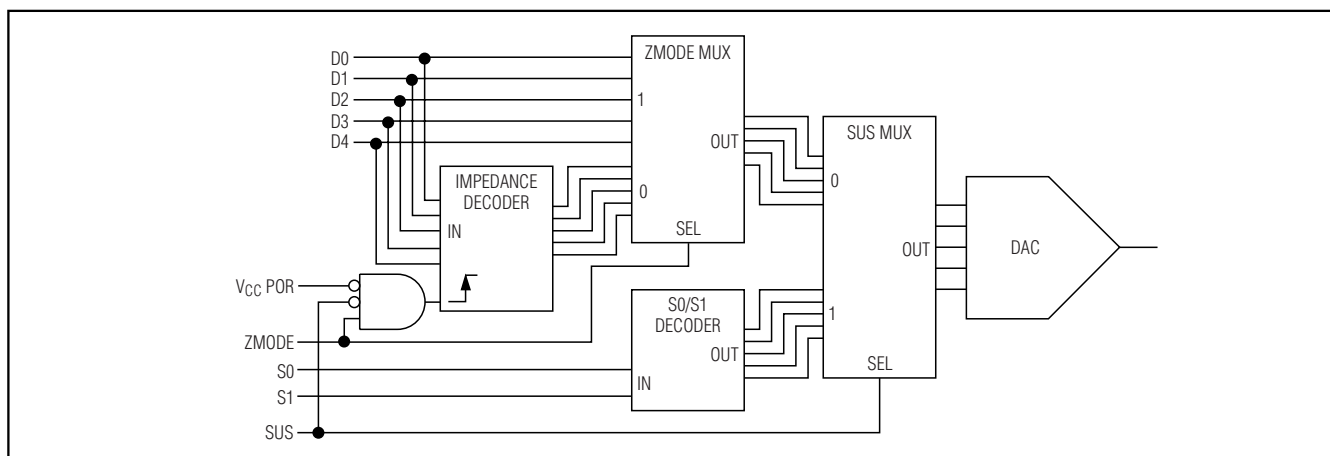 D0
D1
D2
D3
D4
ZMODE MUX
1
OUT
0
SEL
IMPEDANCE
DECODER
IN
SUS MUX
0
OUT
1
SEL
DAC
VCC POR
ZMODE
S0
S1
SUS
S0/S1
DECODER
OUT
IN